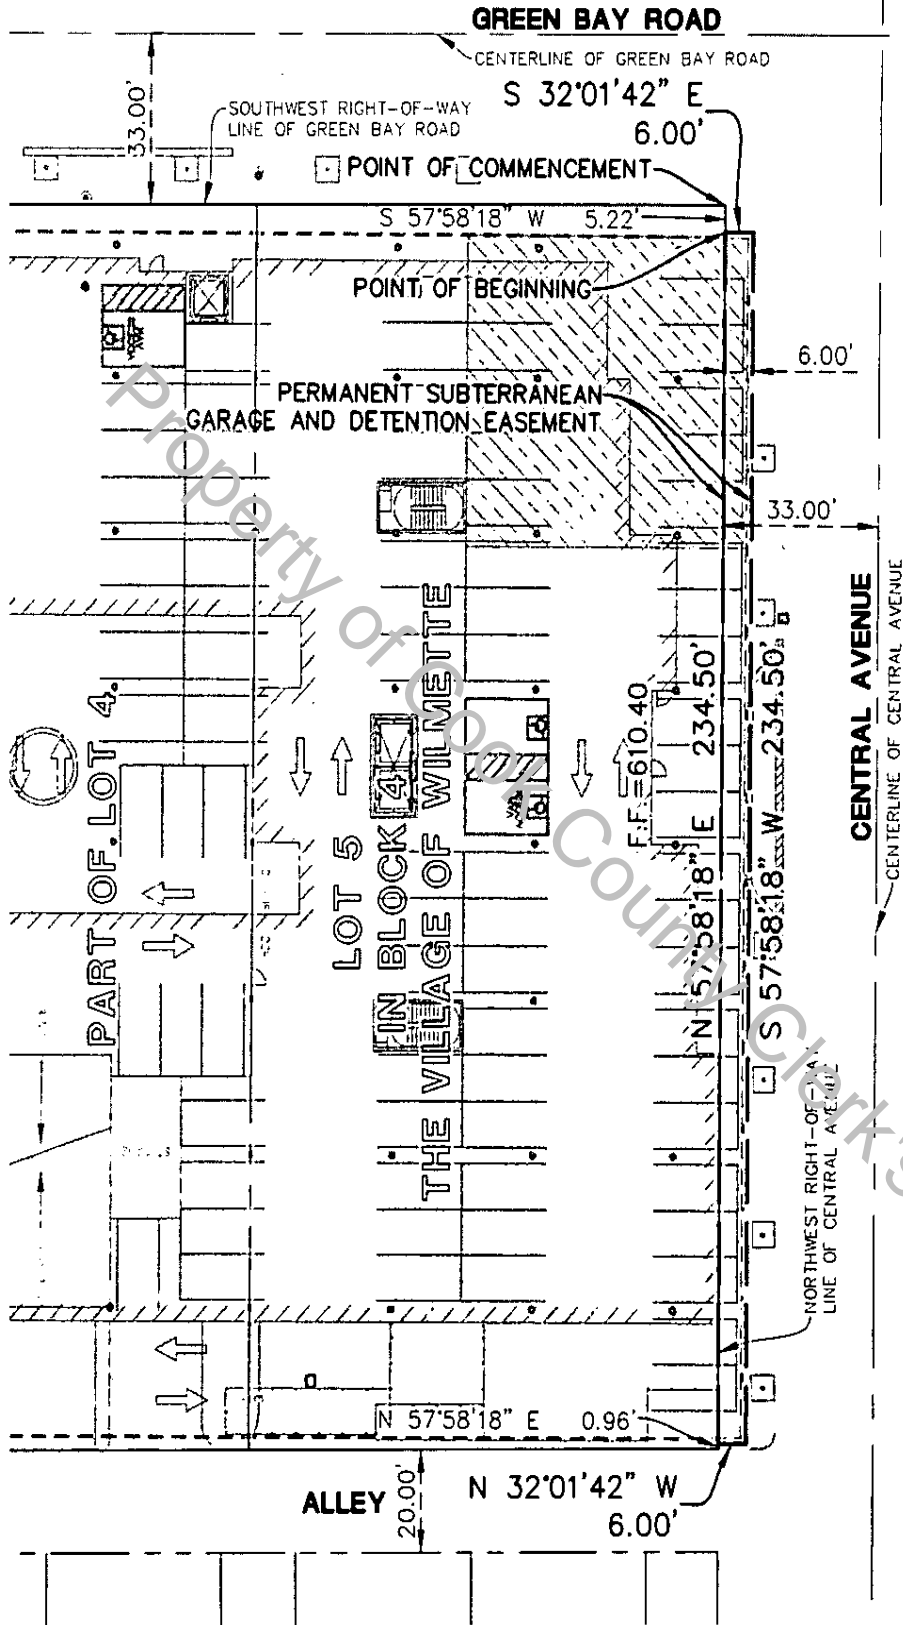 GREEN BAY ROAD
CENTERLINE OF GREEN BAY ROAD
S 32°01'42" E
6.00'
33.00'
SOUTHWEST RIGHT-OF-WAY
LINE OF GREEN BAY ROAD
POINT OF COMMENCEMENT
S 57°58'18" W 5.22'
POINT OF BEGINNING
6.00'
PERMANENT SUBTERRANEAN
GARAGE AND DETENTION EASEMENT
33.00'
Property of Cook County Clerk's
PART OF LOT 4
LOT 5
IN BLOCK 4
THE VILLAGE OF WILMETTE
F.F.=610.40
N 57°58'18" E 234.50'
S 57°58'18" W 234.50'
CENTRAL AVENUE
CENTERLINE OF CENTRAL AVENUE
NORTHWEST RIGHT-OF-WAY
LINE OF CENTRAL AVENUE
N 57°58'18" E 0.96'
ALLEY
20.00'
N 32°01'42" W
6.00'